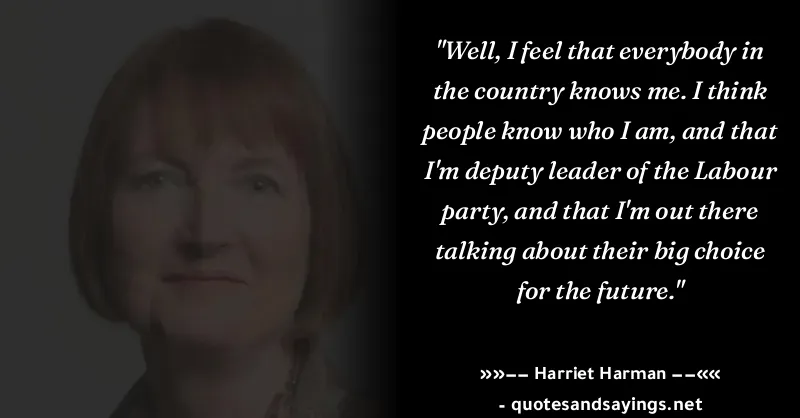 "Well, I feel that everybody in
the country knows me. I think
people know who I am, and that
I'm deputy leader of the Labour
party, and that I'm out there
talking about their big choice
for the future."
»»–– Harriet Harman ––««
- quotesandsayings.net